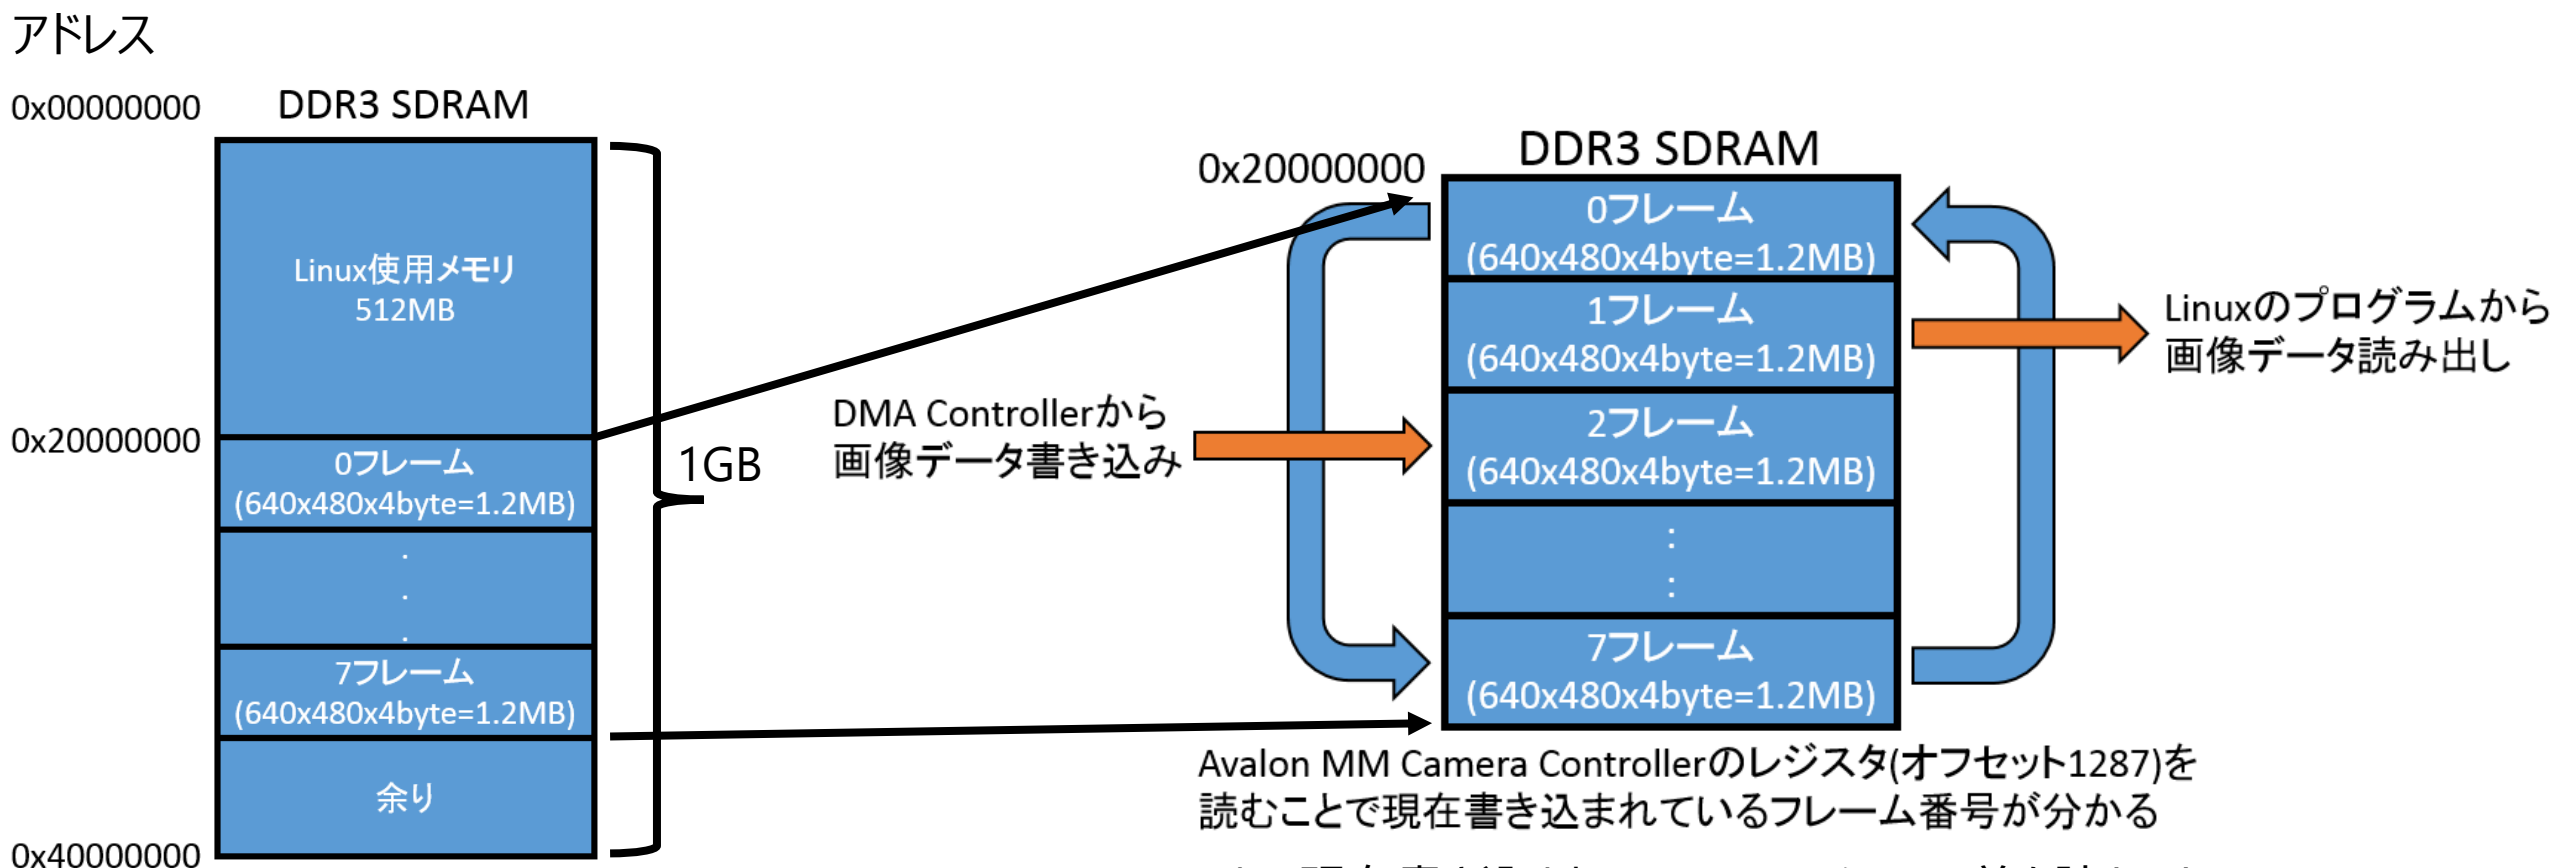 アドレス
0x00000000
DDR3 SDRAM
Linux使用メモリ
512MB
0x20000000
0フレーム
(640x480x4byte=1.2MB)
.
.
.
7フレーム
(640x480x4byte=1.2MB)
余り
0x40000000
1GB
DMA Controllerから
画像データ書き込み
0x20000000
DDR3 SDRAM
0フレーム
(640x480x4byte=1.2MB)
1フレーム
(640x480x4byte=1.2MB)
2フレーム
(640x480x4byte=1.2MB)
:
:
7フレーム
(640x480x4byte=1.2MB)
Linuxのプログラムから
画像データ読み出し
Avalon MM Camera Controllerのレジスタ(オフセット1287)を
読むことで現在書き込まれているフレーム番号が分かる